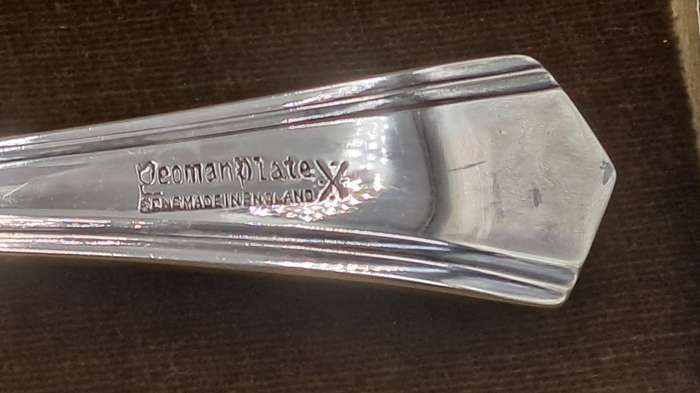 Yeoman Plate X
MADE IN ENGLAND